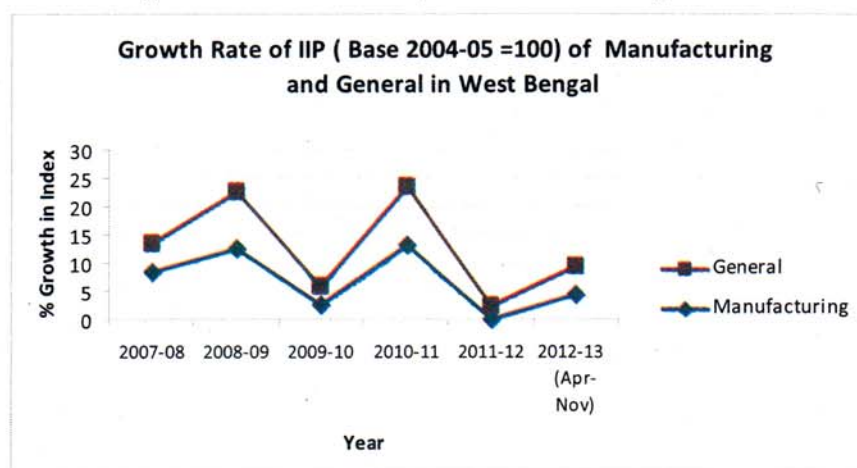 Growth Rate of IIP ( Base 2004-05 =100) of Manufacturing
and General in West Bengal
% Growth in Index
30
25
20
15
10
5
0
2007-08 2008-09 2009-10 2010-11 2011-12 2012-13
(Apr-
Nov)
Year
General
Manufacturing